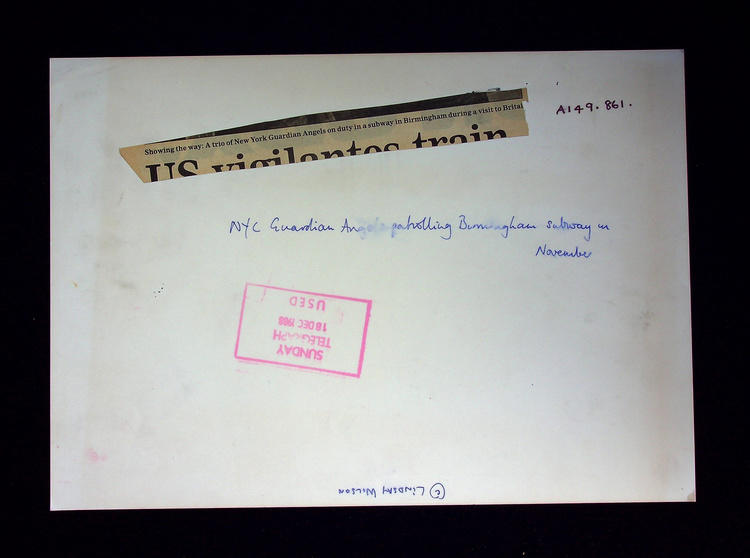 A149.861.
Showing the way: A trio of New York Guardian Angels on duty in a subway in Birmingham during a visit to Britai
US vigilantes train
NYC Guardian Angels patrolling Birmingham subway in
November
SUNDAY
TELEGRAPH
18 DEC 1988
USED
© LINDSAY WILSON